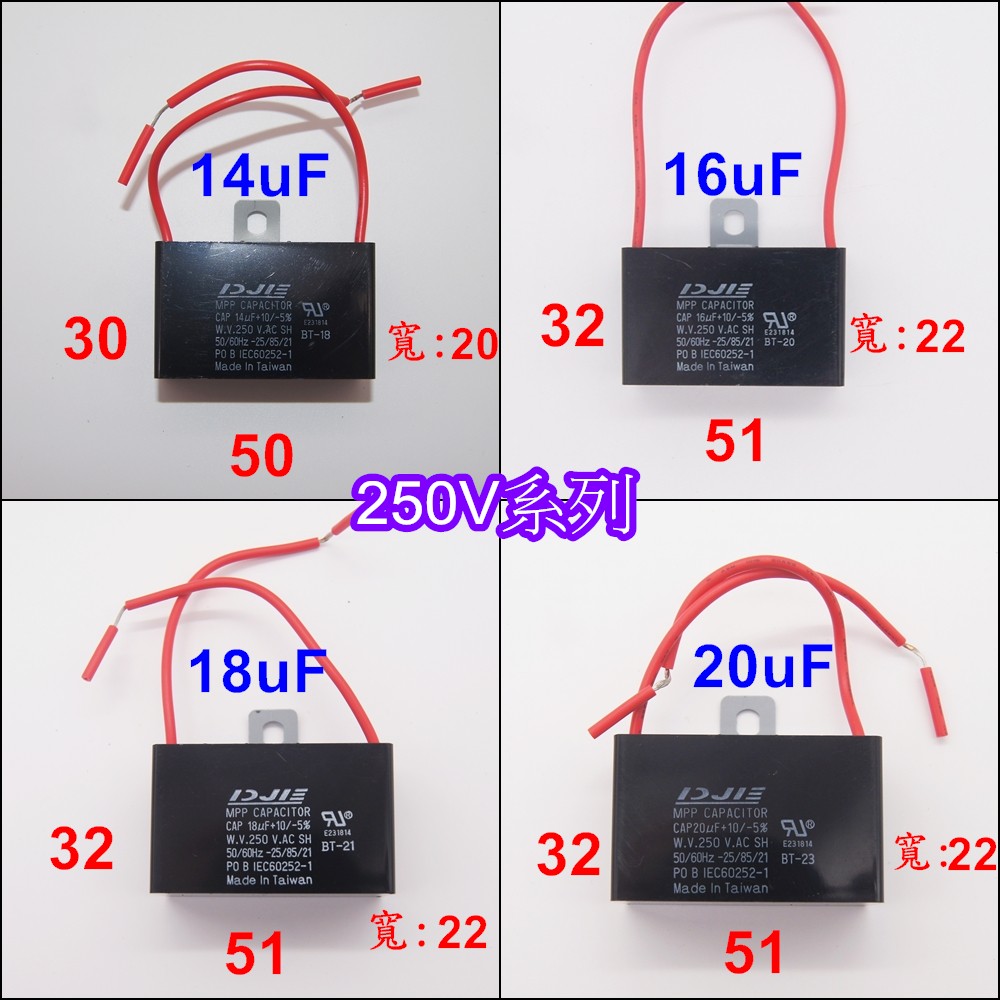 14uF
IDJIE
MPP CAPACITOR
CAP 14µF+10/-5%
W.V.250 V.AC SH
50/60Hz -25/85/21
PO B IEC60252-1
Made In Taiwan
E231814
BT-18
30
寬:20
50
16uF
IDJIE
MPP CAPACITOR
CAP 16µF+10/-5%
W.V.250 V.AC SH
50/60Hz -25/85/21
PO B IEC60252-1
Made In Taiwan
E231814
BT-20
32
寬:22
51
250V系列
18uF
IDJIE
MPP CAPACITOR
CAP 18µF+10/-5%
W.V.250 V.AC SH
50/60Hz -25/85/21
PO B IEC60252-1
Made In Taiwan
E231814
BT-21
32
寬:22
51
20uF
IDJIE
MPP CAPACITOR
CAP20µF+10/-5%
W.V.250 V.AC SH
50/60Hz -25/85/21
PO B IEC60252-1
Made In Taiwan
E231814
BT-23
32
寬:22
51